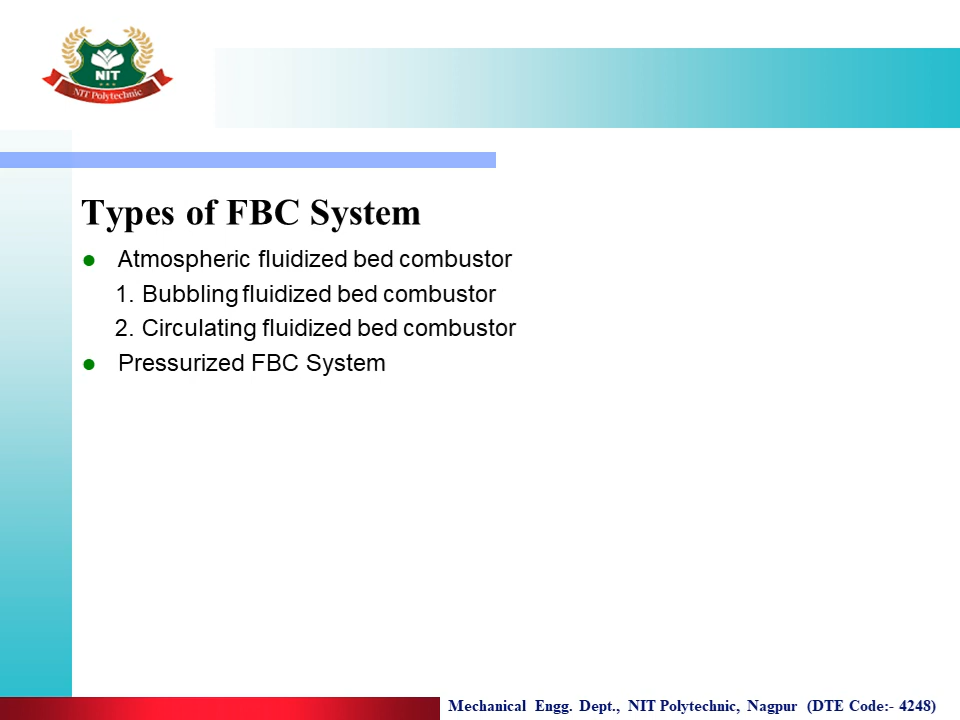 NIT
NIT Polytechnic
Types of FBC System
Atmospheric fluidized bed combustor
1. Bubbling fluidized bed combustor
2. Circulating fluidized bed combustor
Pressurized FBC System
Mechanical Engg. Dept., NIT Polytechnic, Nagpur (DTE Code:- 4248)